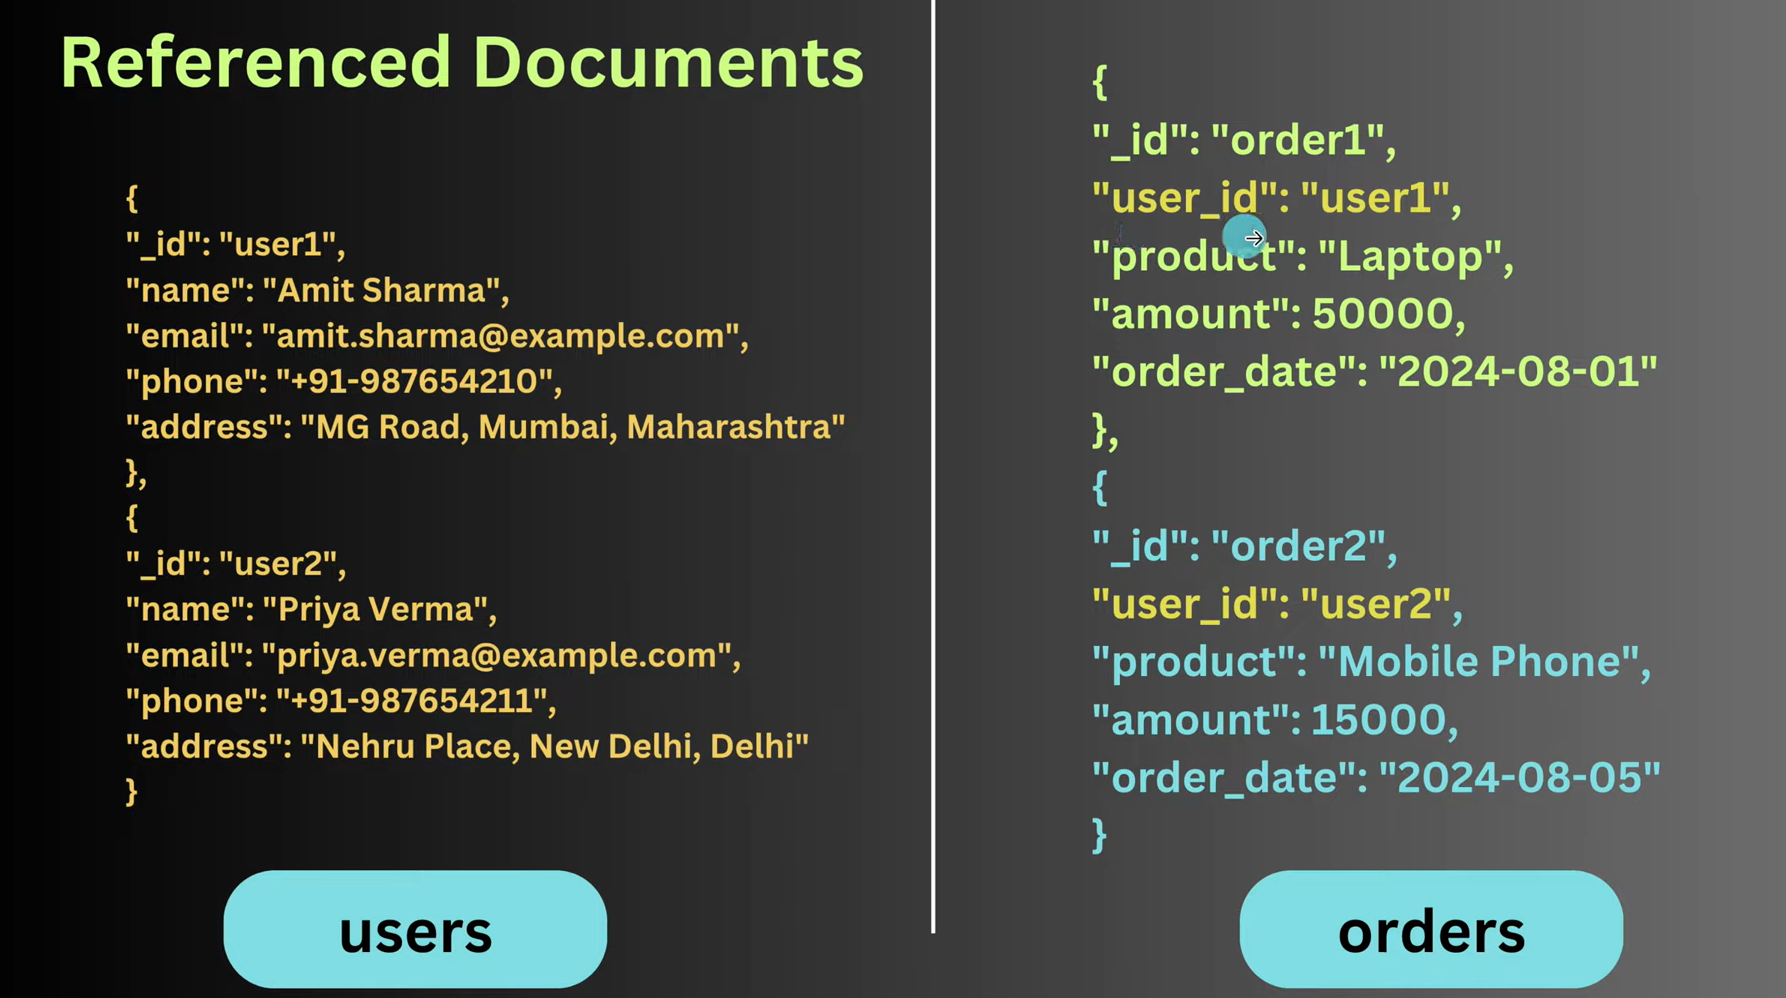 Referenced Documents
{
"_id": "user1",
"name": "Amit Sharma",
"email": "amit.sharma@example.com",
"phone": "+91-987654210",
"address": "MG Road, Mumbai, Maharashtra"
},
{
"_id": "user2",
"name": "Priya Verma",
"email": "priya.verma@example.com",
"phone": "+91-987654211",
"address": "Nehru Place, New Delhi, Delhi"
}
users
{
"_id": "order1",
"user_id": "user1",
"product": "Laptop",
"amount": 50000,
"order_date": "2024-08-01"
},
{
"_id": "order2",
"user_id": "user2",
"product": "Mobile Phone",
"amount": 15000,
"order_date": "2024-08-05"
}
orders